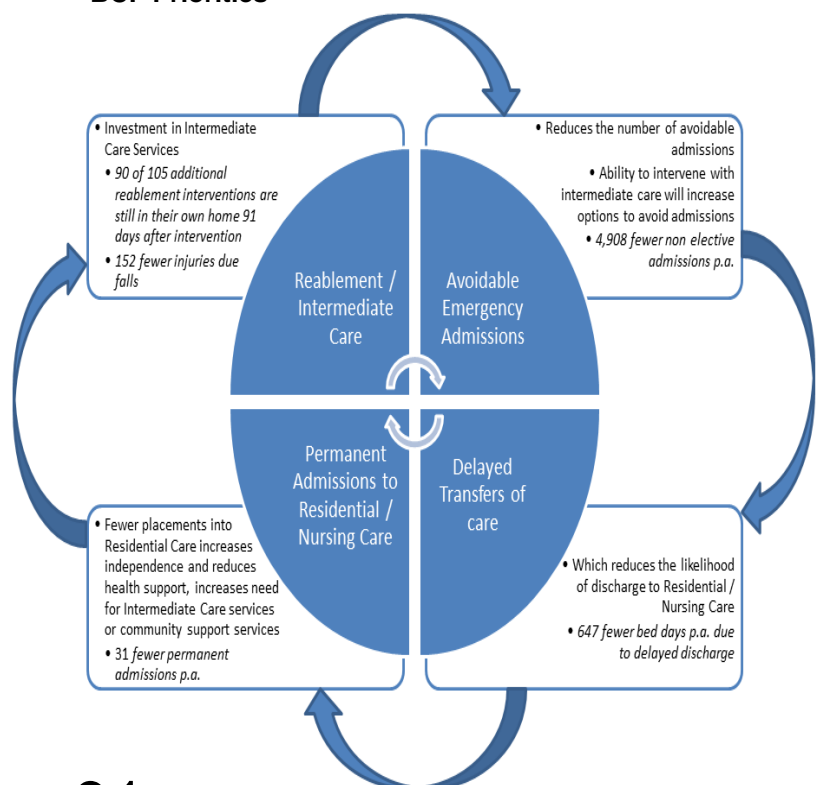 • Investment in Intermediate
Care Services
• 90 of 105 additional
reablement interventions are
still in their own home 91
days after intervention
• 152 fewer injuries due
falls
• Reduces the number of avoidable
admissions
• Ability to intervene with
intermediate care will increase
options to avoid admissions
• 4,908 fewer non elective
admissions p.a.
Reablement /
Intermediate
Care
Avoidable
Emergency
Admissions
Permanent
Admissions to
Residential /
Nursing Care
Delayed
Transfers of
care
• Fewer placements into
Residential Care increases
independence and reduces
health support, increases need
for Intermediate Care services
or community support services
• 31 fewer permanent
admissions p.a.
• Which reduces the likelihood
of discharge to Residential /
Nursing Care
• 647 fewer bed days p.a. due
to delayed discharge